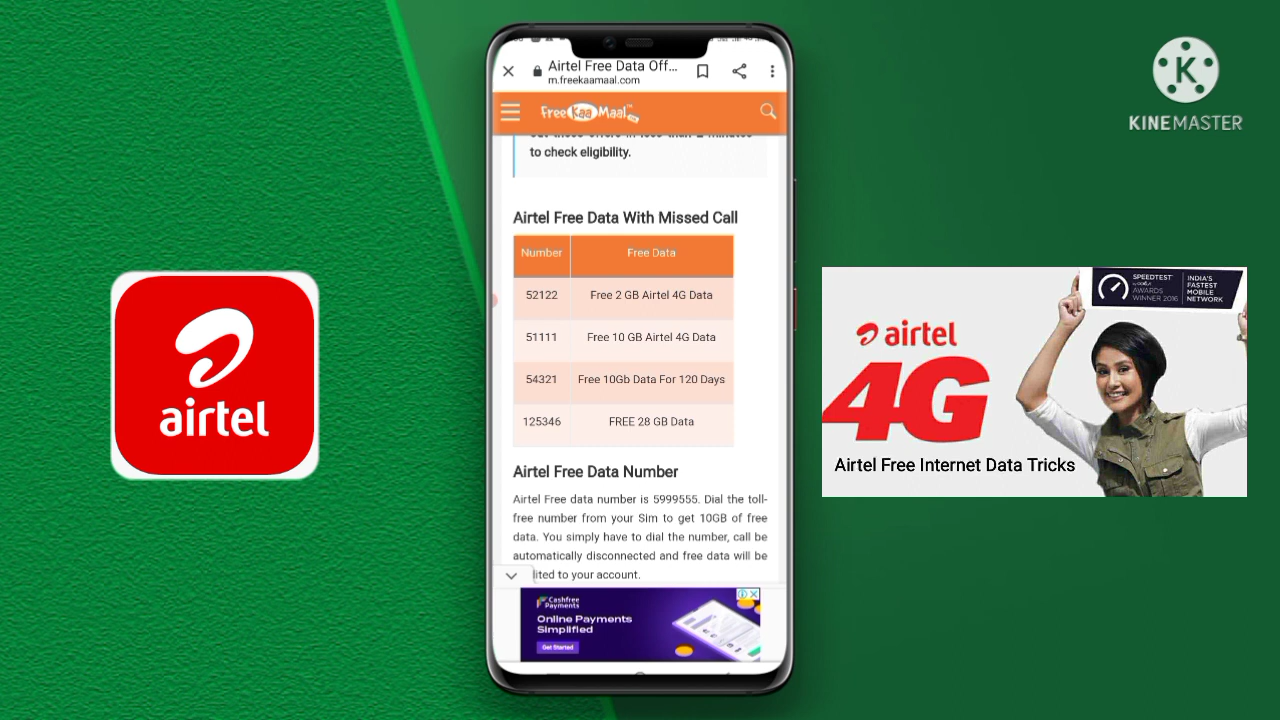 Airtel Free Data Off...
m.freekaamaal.com
Free Kaa Maal
to check eligibility.
Airtel Free Data With Missed Call
Number Free Data
52122 Free 2 GB Airtel 4G Data
51111 Free 10 GB Airtel 4G Data
54321 Free 10Gb Data For 120 Days
125346 FREE 28 GB Data
Airtel Free Data Number
Airtel Free data number is 5999555. Dial the toll-
free number from your Sim to get 10GB of free
data. You simply have to dial the number, call be
automatically disconnected and free data will be
lited to your account.
Cashfree
Payments
Online Payments
Simplified
Get Started
airtel
K
KINEMASTER
SPEEDTEST
AWARDS
WINNER 2016
INDIA'S
FASTEST
MOBILE
NETWORK
airtel
4G
Airtel Free Internet Data Tricks